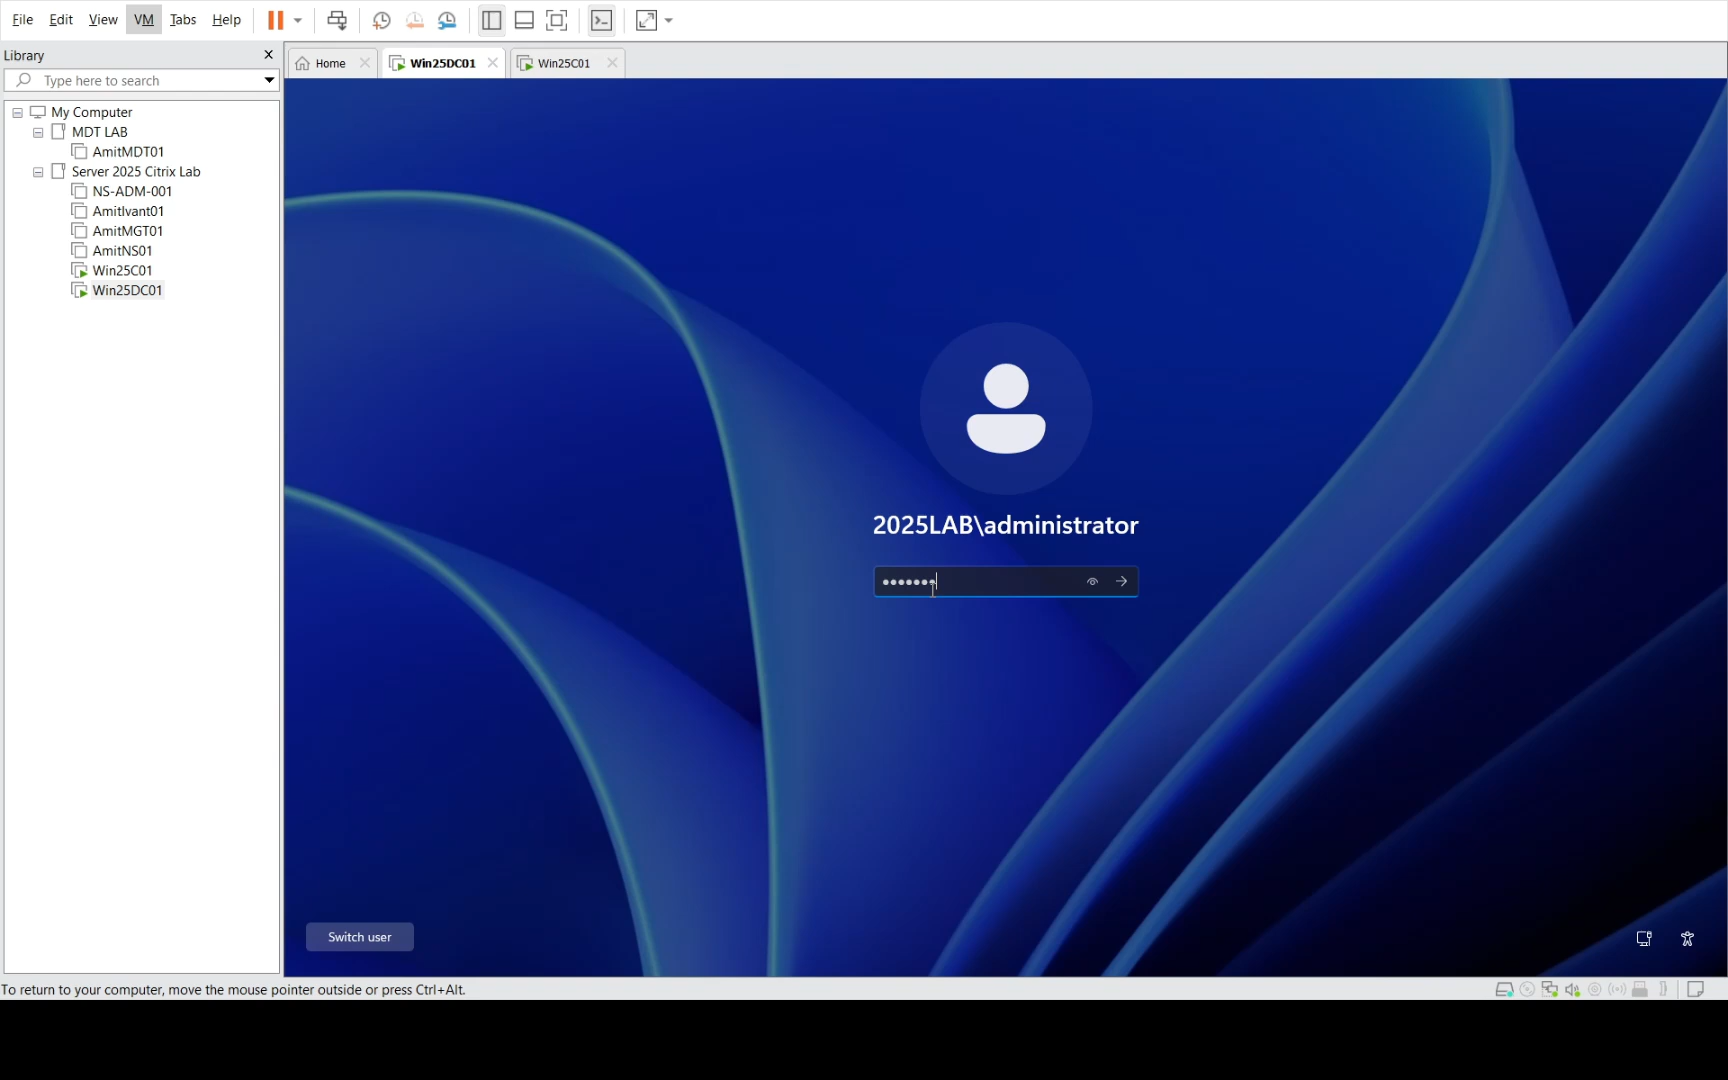 File Edit View VM Tabs Help
Library
Type here to search
Home Win25DC01 Win25C01
My Computer
MDT LAB
AmitMDT01
Server 2025 Citrix Lab
NS-ADM-001
AmitIvant01
AmitMGT01
AmitNS01
Win25C01
Win25DC01
2025LAB\administrator
Switch user
To return to your computer, move the mouse pointer outside or press Ctrl+Alt.